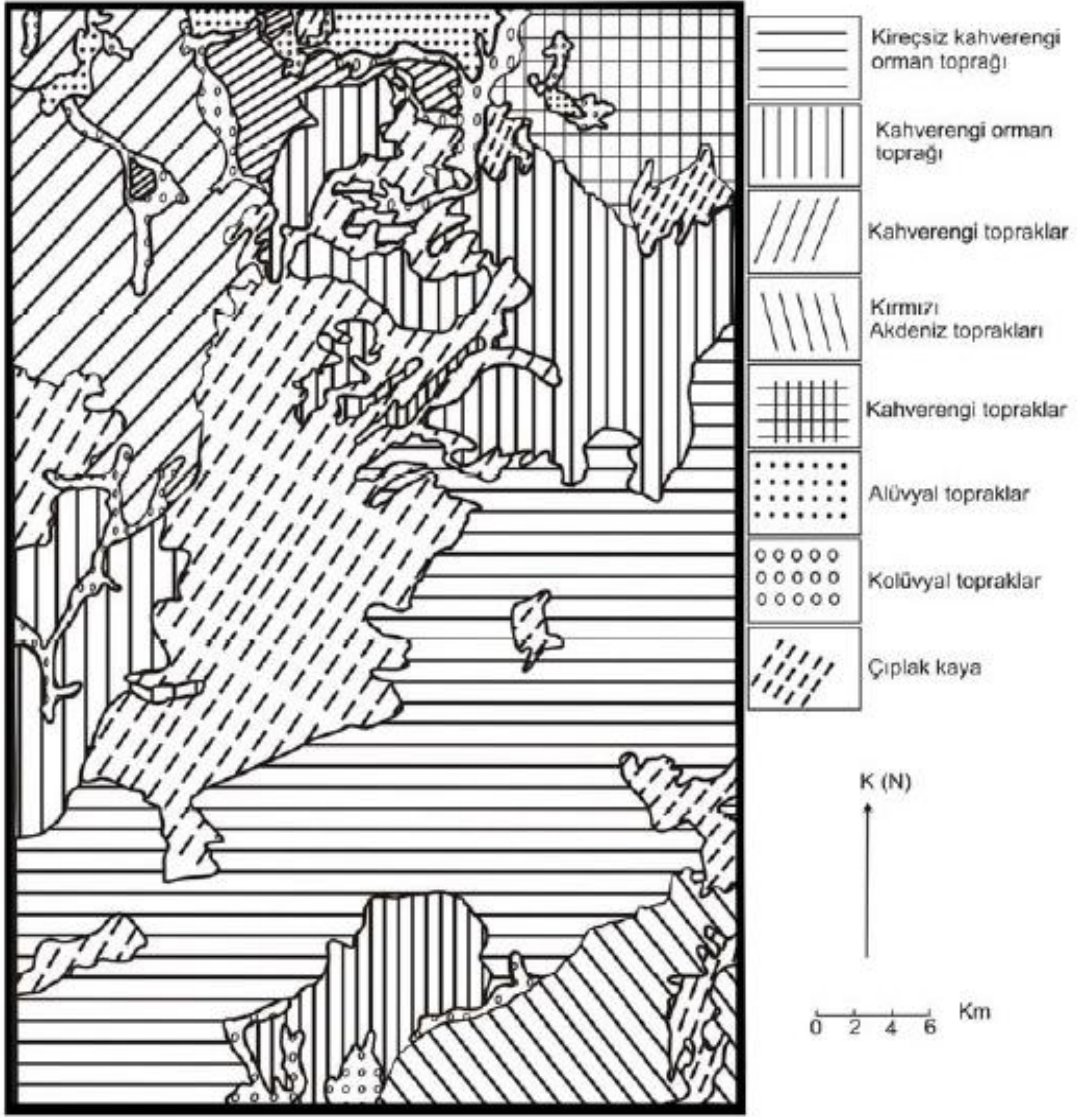 Kireçsiz kahverengi
orman toprağı
Kahverengi orman
toprağı
Kahverengi topraklar
Kırmızı
Akdeniz toprakları
Kahverengi topraklar
Alüvyal topraklar
Kolüvyal topraklar
Çıplak kaya
K (N)
Km
0 2 4 6